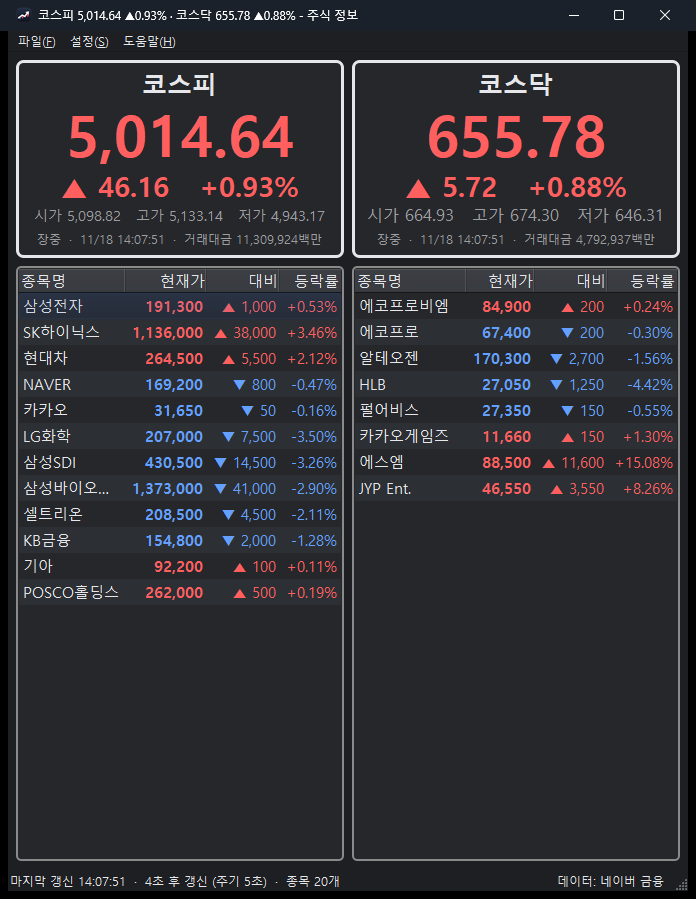 코스피 5,014.64 ▲0.93% · 코스닥 655.78 ▲0.88% - 주식 정보
파일(F) 설정(S) 도움말(H)
코스피
5,014.64
▲ 46.16 +0.93%
시가 5,098.82 고가 5,133.14 저가 4,943.17
장중 · 11/18 14:07:51 · 거래대금 11,309,924백만
코스닥
655.78
▲ 5.72 +0.88%
시가 664.93 고가 674.30 저가 646.31
장중 · 11/18 14:07:51 · 거래대금 4,792,937백만
종목명 현재가 대비 등락률
삼성전자 191,300 ▲ 1,000 +0.53%
SK하이닉스 1,136,000 ▲ 38,000 +3.46%
현대차 264,500 ▲ 5,500 +2.12%
NAVER 169,200 ▼ 800 -0.47%
카카오 31,650 ▼ 50 -0.16%
LG화학 207,000 ▼ 7,500 -3.50%
삼성SDI 430,500 ▼ 14,500 -3.26%
삼성바이오... 1,373,000 ▼ 41,000 -2.90%
셀트리온 208,500 ▼ 4,500 -2.11%
KB금융 154,800 ▼ 2,000 -1.28%
기아 92,200 ▲ 100 +0.11%
POSCO홀딩스 262,000 ▲ 500 +0.19%
종목명 현재가 대비 등락률
에코프로비엠 84,900 ▲ 200 +0.24%
에코프로 67,400 ▼ 200 -0.30%
알테오젠 170,300 ▼ 2,700 -1.56%
HLB 27,050 ▼ 1,250 -4.42%
펄어비스 27,350 ▼ 150 -0.55%
카카오게임즈 11,660 ▲ 150 +1.30%
에스엠 88,500 ▲ 11,600 +15.08%
JYP Ent. 46,550 ▲ 3,550 +8.26%
마지막 갱신 14:07:51 · 4초 후 갱신 (주기 5초) · 종목 20개
데이터: 네이버 금융